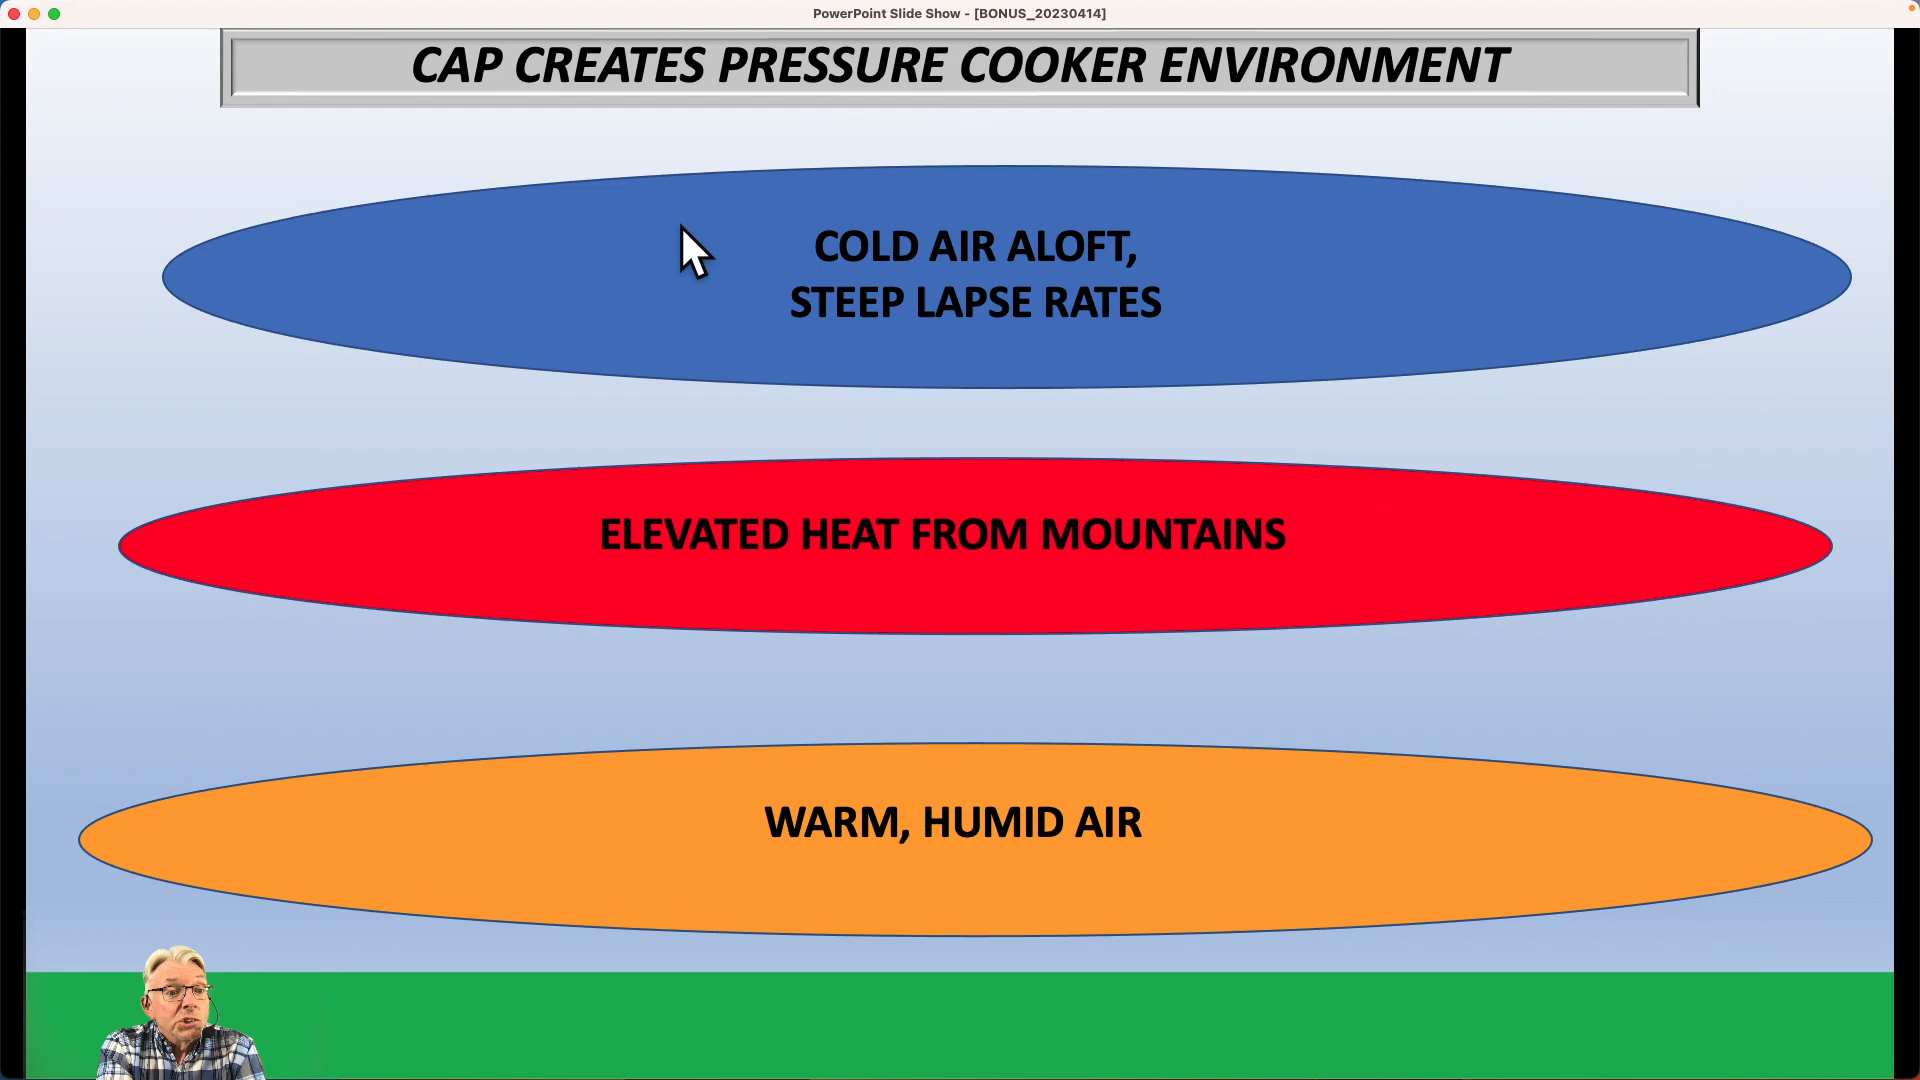 PowerPoint Slide Show - [BONUS_20230414]
CAP CREATES PRESSURE COOKER ENVIRONMENT
COLD AIR ALOFT,
STEEP LAPSE RATES
ELEVATED HEAT FROM MOUNTAINS
WARM, HUMID AIR